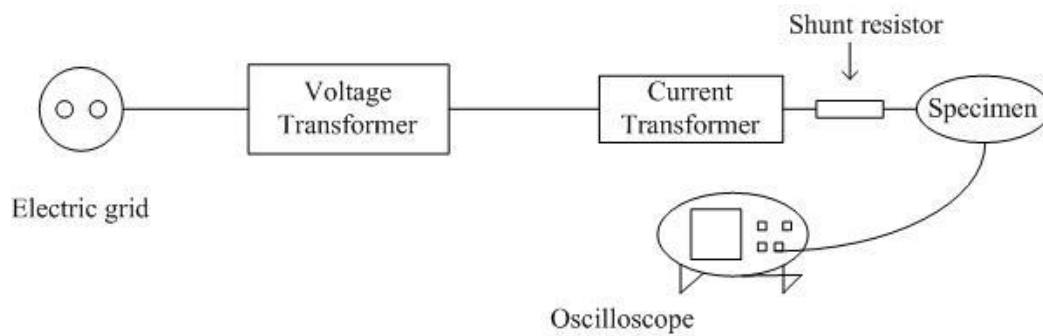 Shunt resistor
Voltage
Transformer
Current
Transformer
Specimen
Electric grid
Oscilloscope